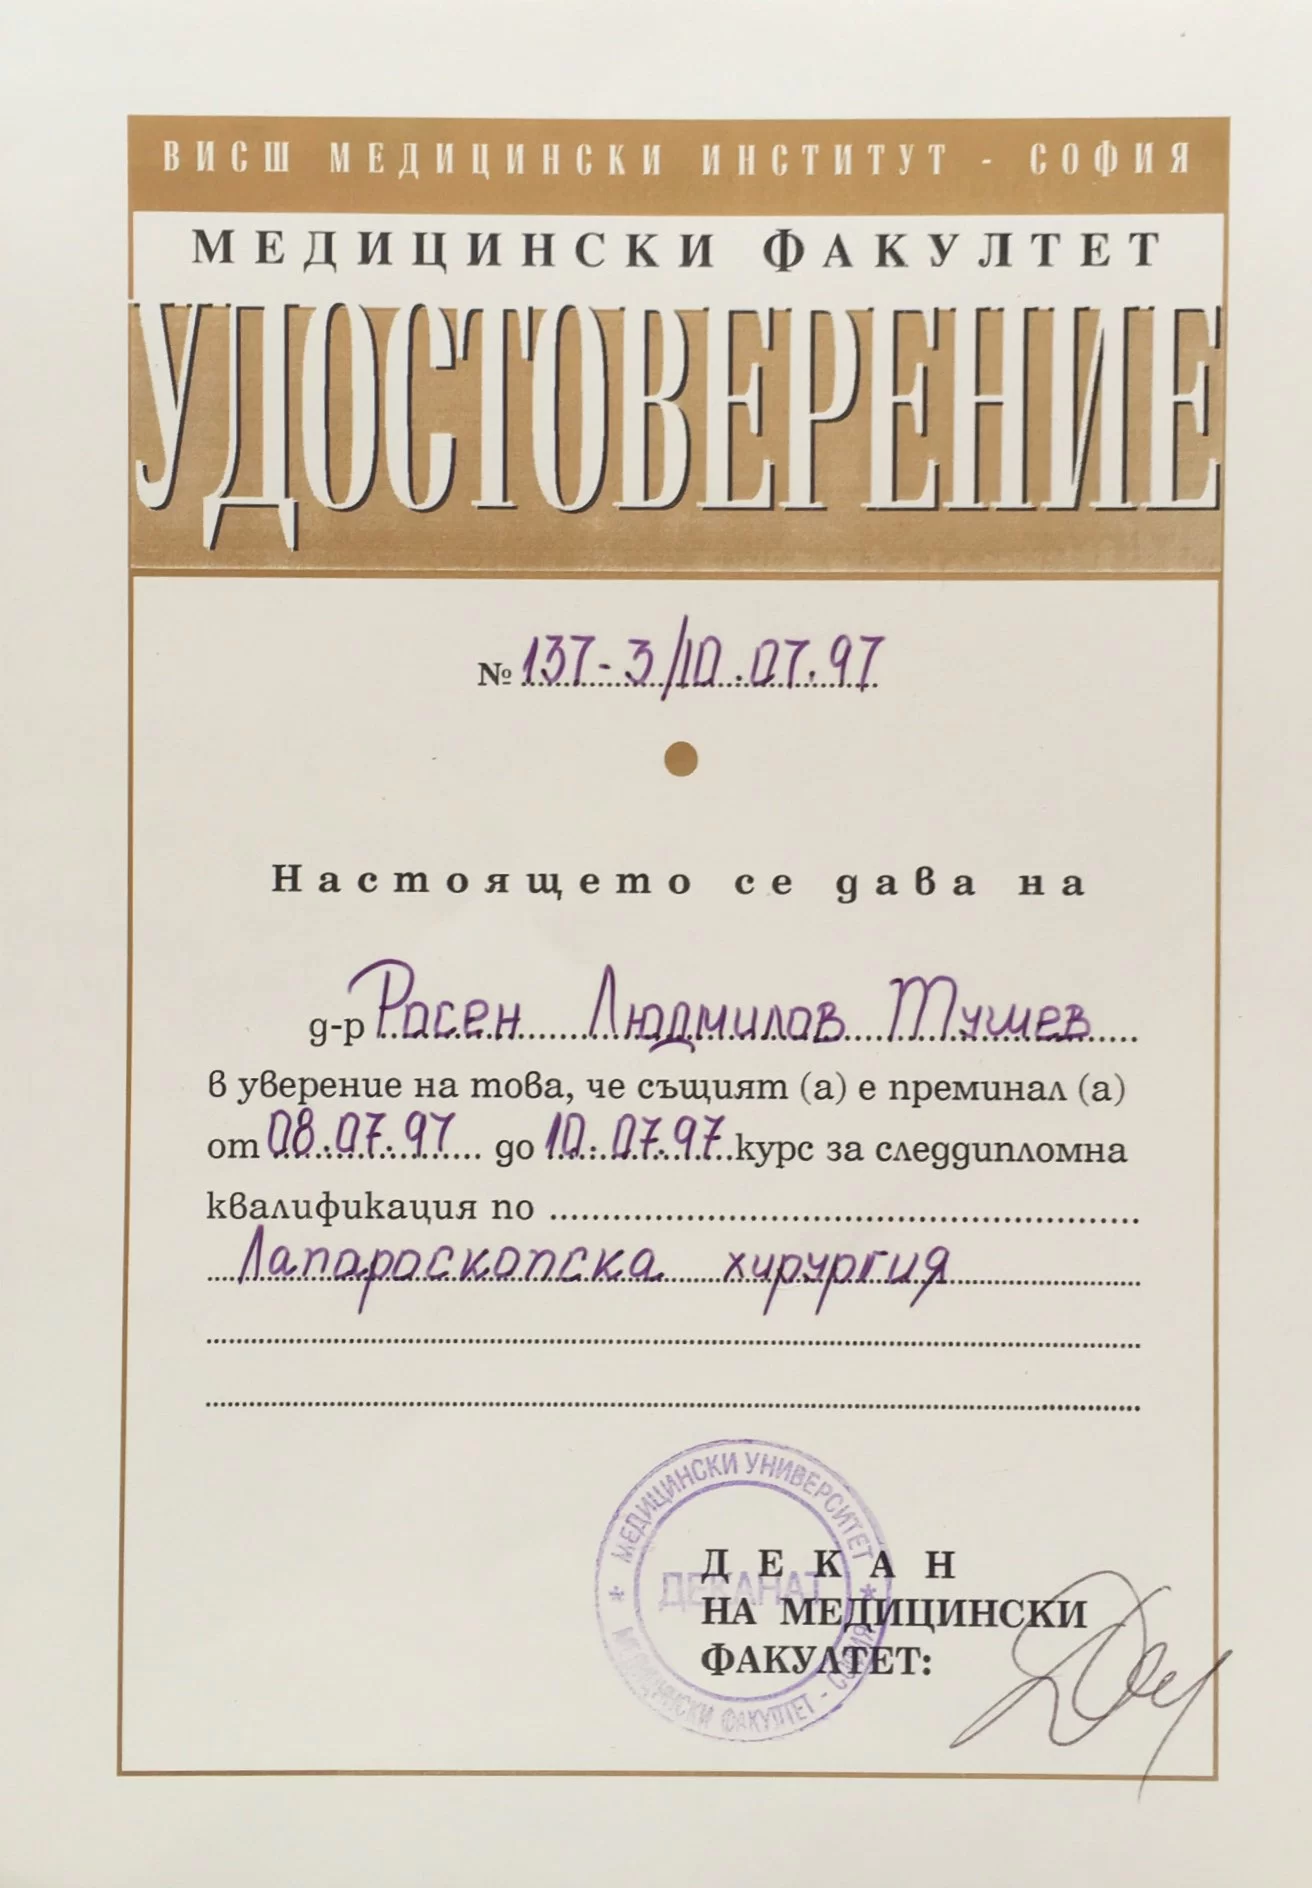 ВИСШ МЕДИЦИНСКИ ИНСТИТУТ - СОФИЯ
МЕДИЦИНСКИ ФАКУЛТЕТ
УДОСТОВЕРЕНИЕ
№ 137-3/10.07.97
Настоящето се дава на
д-р Расен Людмилов Тушев
в уверение на това, че същият (а) е преминал (а)
от 08.07.97 до 10.07.97 курс за следдипломна
квалификация по
Лапароскопска хирургия
МЕДИЦИНСКИ УНИВЕРСИТЕТ
ДЕКАНАТ
МЕДИЦИНСКИ ФАКУЛТЕТ - СОФИЯ
ДЕКАН
НА МЕДИЦИНСКИ
ФАКУЛТЕТ: